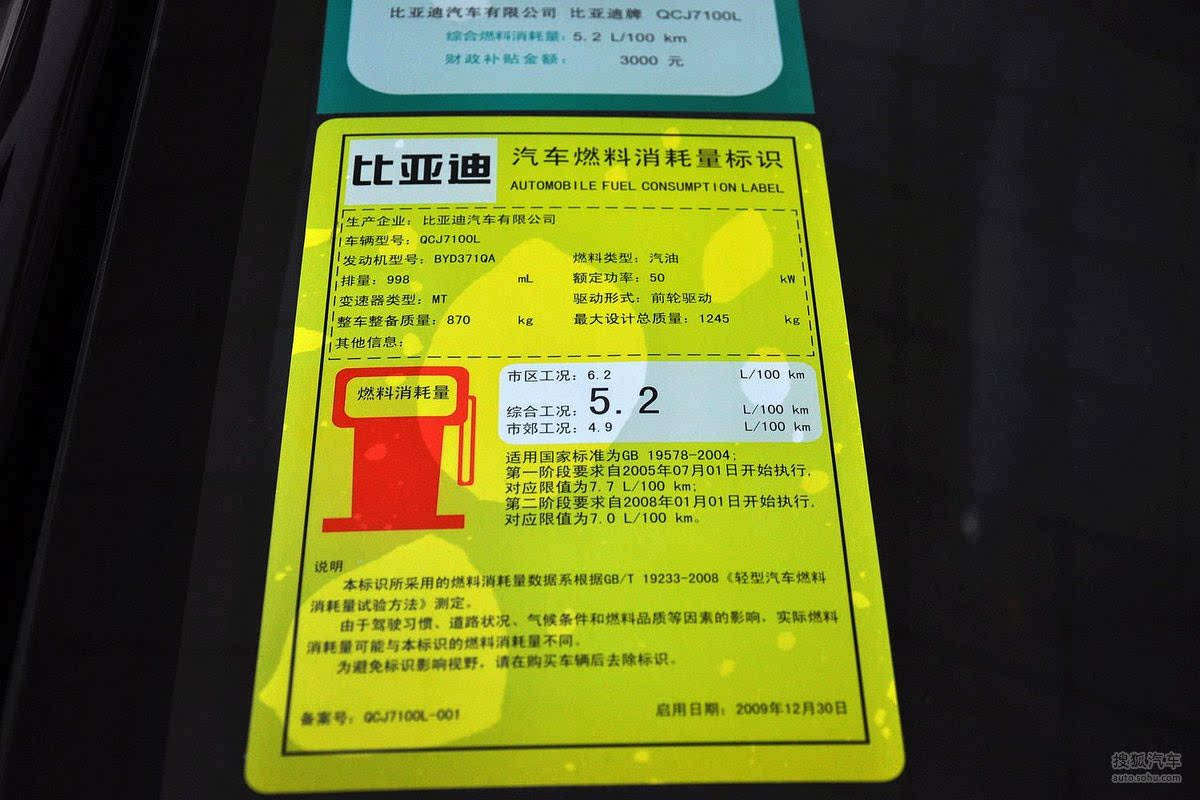 比亚迪汽车有限公司 比亚迪牌 QCJ7100L
综合燃料消耗量: 5.2 L/100 km
财政补贴金额: 3000 元
比亚迪 汽车燃料消耗量标识
AUTOMOBILE FUEL CONSUMPTION LABEL
生产企业: 比亚迪汽车有限公司
车辆型号: QCJ7100L
发动机型号: BYD371QA 燃料类型: 汽油
排量: 998 mL 额定功率: 50 kW
变速器类型: MT 驱动形式: 前轮驱动
整车整备质量: 870 kg 最大设计总质量: 1245 kg
其他信息:
燃料消耗量
市区工况: 6.2 L/100 km
综合工况: 5.2 L/100 km
市郊工况: 4.9 L/100 km
适用国家标准为GB 19578-2004;
第一阶段要求自2005年07月01日开始执行,
对应限值为7.7 L/100 km;
第二阶段要求自2008年01月01日开始执行,
对应限值为7.0 L/100 km。
说明
本标识所采用的燃料消耗量数据系根据GB/T 19233-2008《轻型汽车燃料
消耗量试验方法》测定。
由于驾驶习惯、道路状况、气候条件和燃料品质等因素的影响, 实际燃料
消耗量可能与本标识的燃料消耗量不同。
为避免标识影响视野, 请在购买车辆后去除标识。
备案号: QCJ7100L-001 启用日期: 2009年12月30日
搜狐汽车
auto.sohu.com